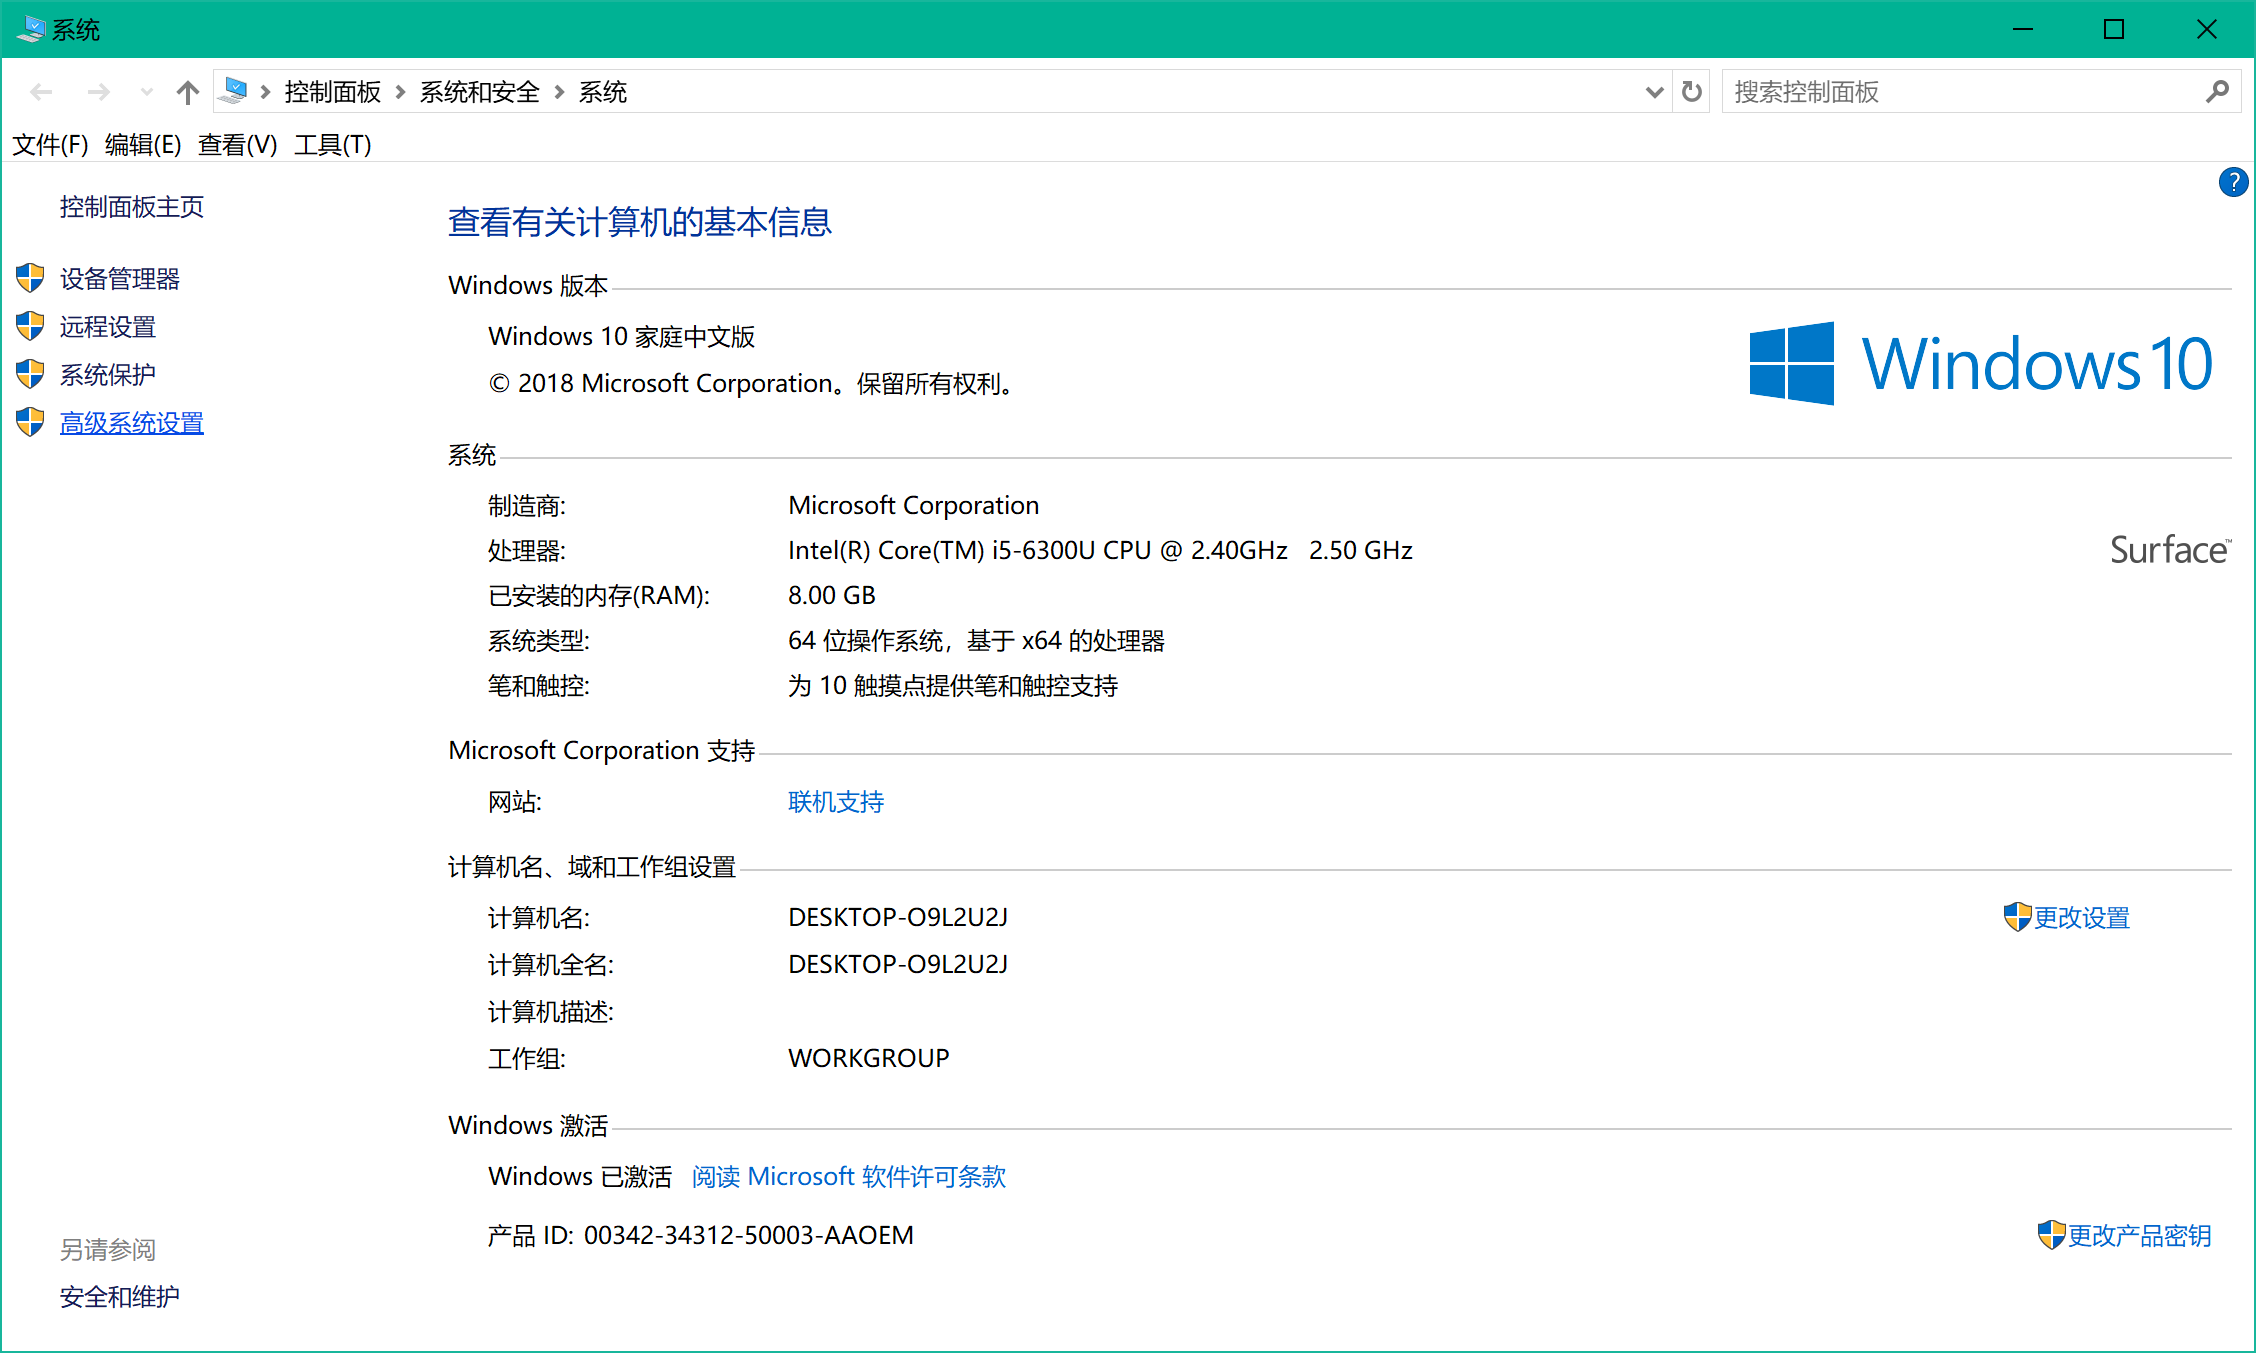 系统
控制面板 系统和安全 系统
搜索控制面板
文件(F) 编辑(E) 查看(V) 工具(T)
控制面板主页
设备管理器
远程设置
系统保护
高级系统设置
查看有关计算机的基本信息
Windows 版本
Windows 10 家庭中文版
© 2018 Microsoft Corporation。保留所有权利。
Windows 10
系统
制造商: Microsoft Corporation
处理器: Intel(R) Core(TM) i5-6300U CPU @ 2.40GHz 2.50 GHz
Surface™
已安装的内存(RAM): 8.00 GB
系统类型: 64 位操作系统，基于 x64 的处理器
笔和触控: 为 10 触摸点提供笔和触控支持
Microsoft Corporation 支持
网站: 联机支持
计算机名、域和工作组设置
计算机名: DESKTOP-O9L2U2J 更改设置
计算机全名: DESKTOP-O9L2U2J
计算机描述:
工作组: WORKGROUP
Windows 激活
Windows 已激活 阅读 Microsoft 软件许可条款
产品 ID: 00342-34312-50003-AAOEM 更改产品密钥
另请参阅
安全和维护